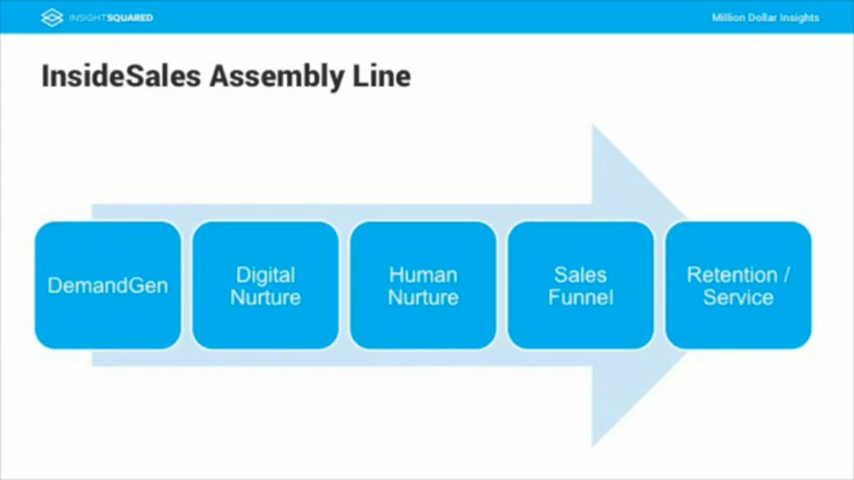 INSIGHTSQUARED
Million Dollar Insights
InsideSales Assembly Line
DemandGen
Digital
Nurture
Human
Nurture
Sales
Funnel
Retention /
Service